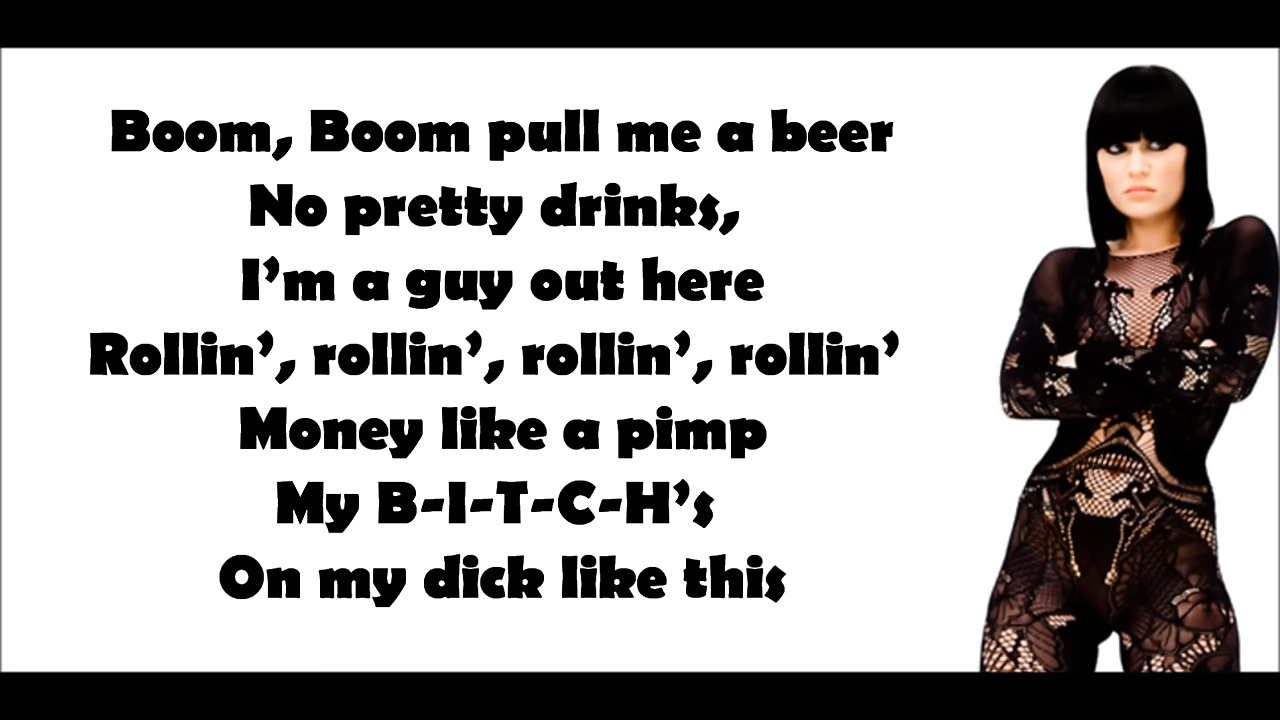 Boom, Boom pull me a beer
No pretty drinks,
I'm a guy out here
Rollin', rollin', rollin', rollin'
Money like a pimp
My B-I-T-C-H's
On my dick like this